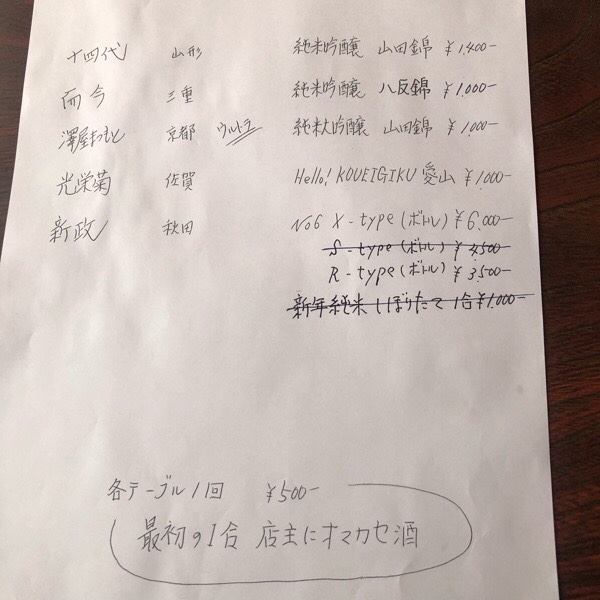 十四代 山形 純米吟醸 山田錦 ¥1,400-
而今 三重 純米吟醸 八反錦 ¥1,000-
澤屋まつもと 京都 ウルトラ 純米大吟醸 山田錦 ¥1,000-
光栄菊 佐賀 Hello! KOUEIGIKU 愛山 ¥1,000-
新政 秋田 No6 X-type (ボトル) ¥6,000-
S-type (ボトル) ¥4,500-
R-type (ボトル) ¥3,500-
新年純米 しぼりたて 1合 ¥1,000-
各テーブル1回 ¥500-
最初の1合 店主にオマカセ酒